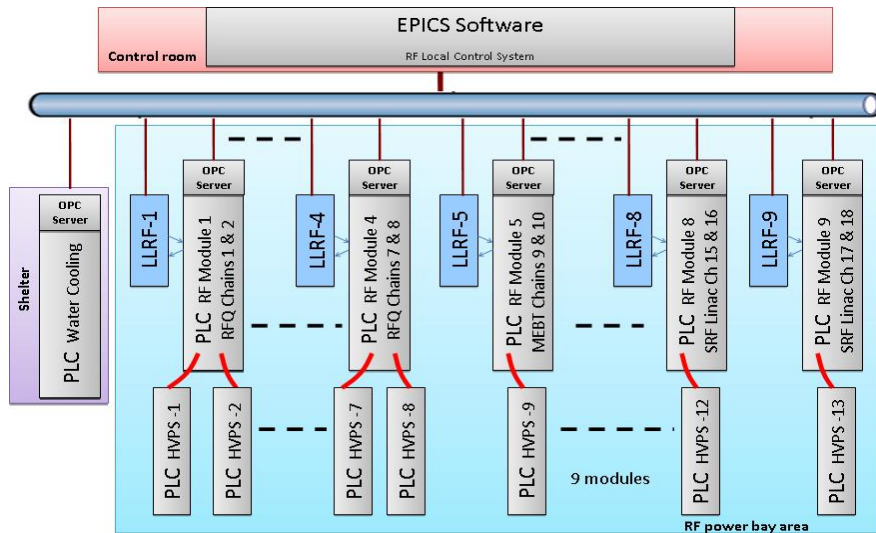 EPICS Software
RF Local Control System
Control room
Shelter
OPC
Server
PLC Water Cooling
LLRF-1
OPC
Server
PLC RF Module 1
RFQ Chains 1 & 2
LLRF-4
OPC
Server
PLC RF Module 4
RFQ Chains 7 & 8
LLRF-5
OPC
Server
PLC RF Module 5
MEBT Chains 9 & 10
LLRF-8
OPC
Server
PLC RF Module 8
SRF Linac Ch 15 & 16
LLRF-9
OPC
Server
PLC RF Module 9
SRF Linac Ch 17 & 18
PLC HVPS -1
PLC HVPS -2
PLC HVPS -7
PLC HVPS -8
PLC HVPS -9
PLC HVPS -12
PLC HVPS -13
9 modules
RF power bay area